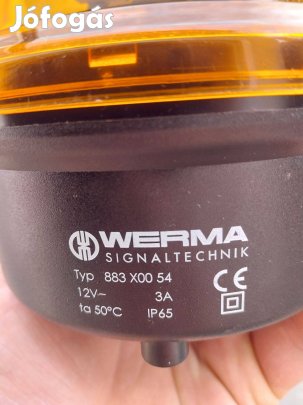 Jófogás
WERMA
SIGNALTECHNIK
Typ 883 X00 54
12V~ 3A
ta 50°C IP65
CE